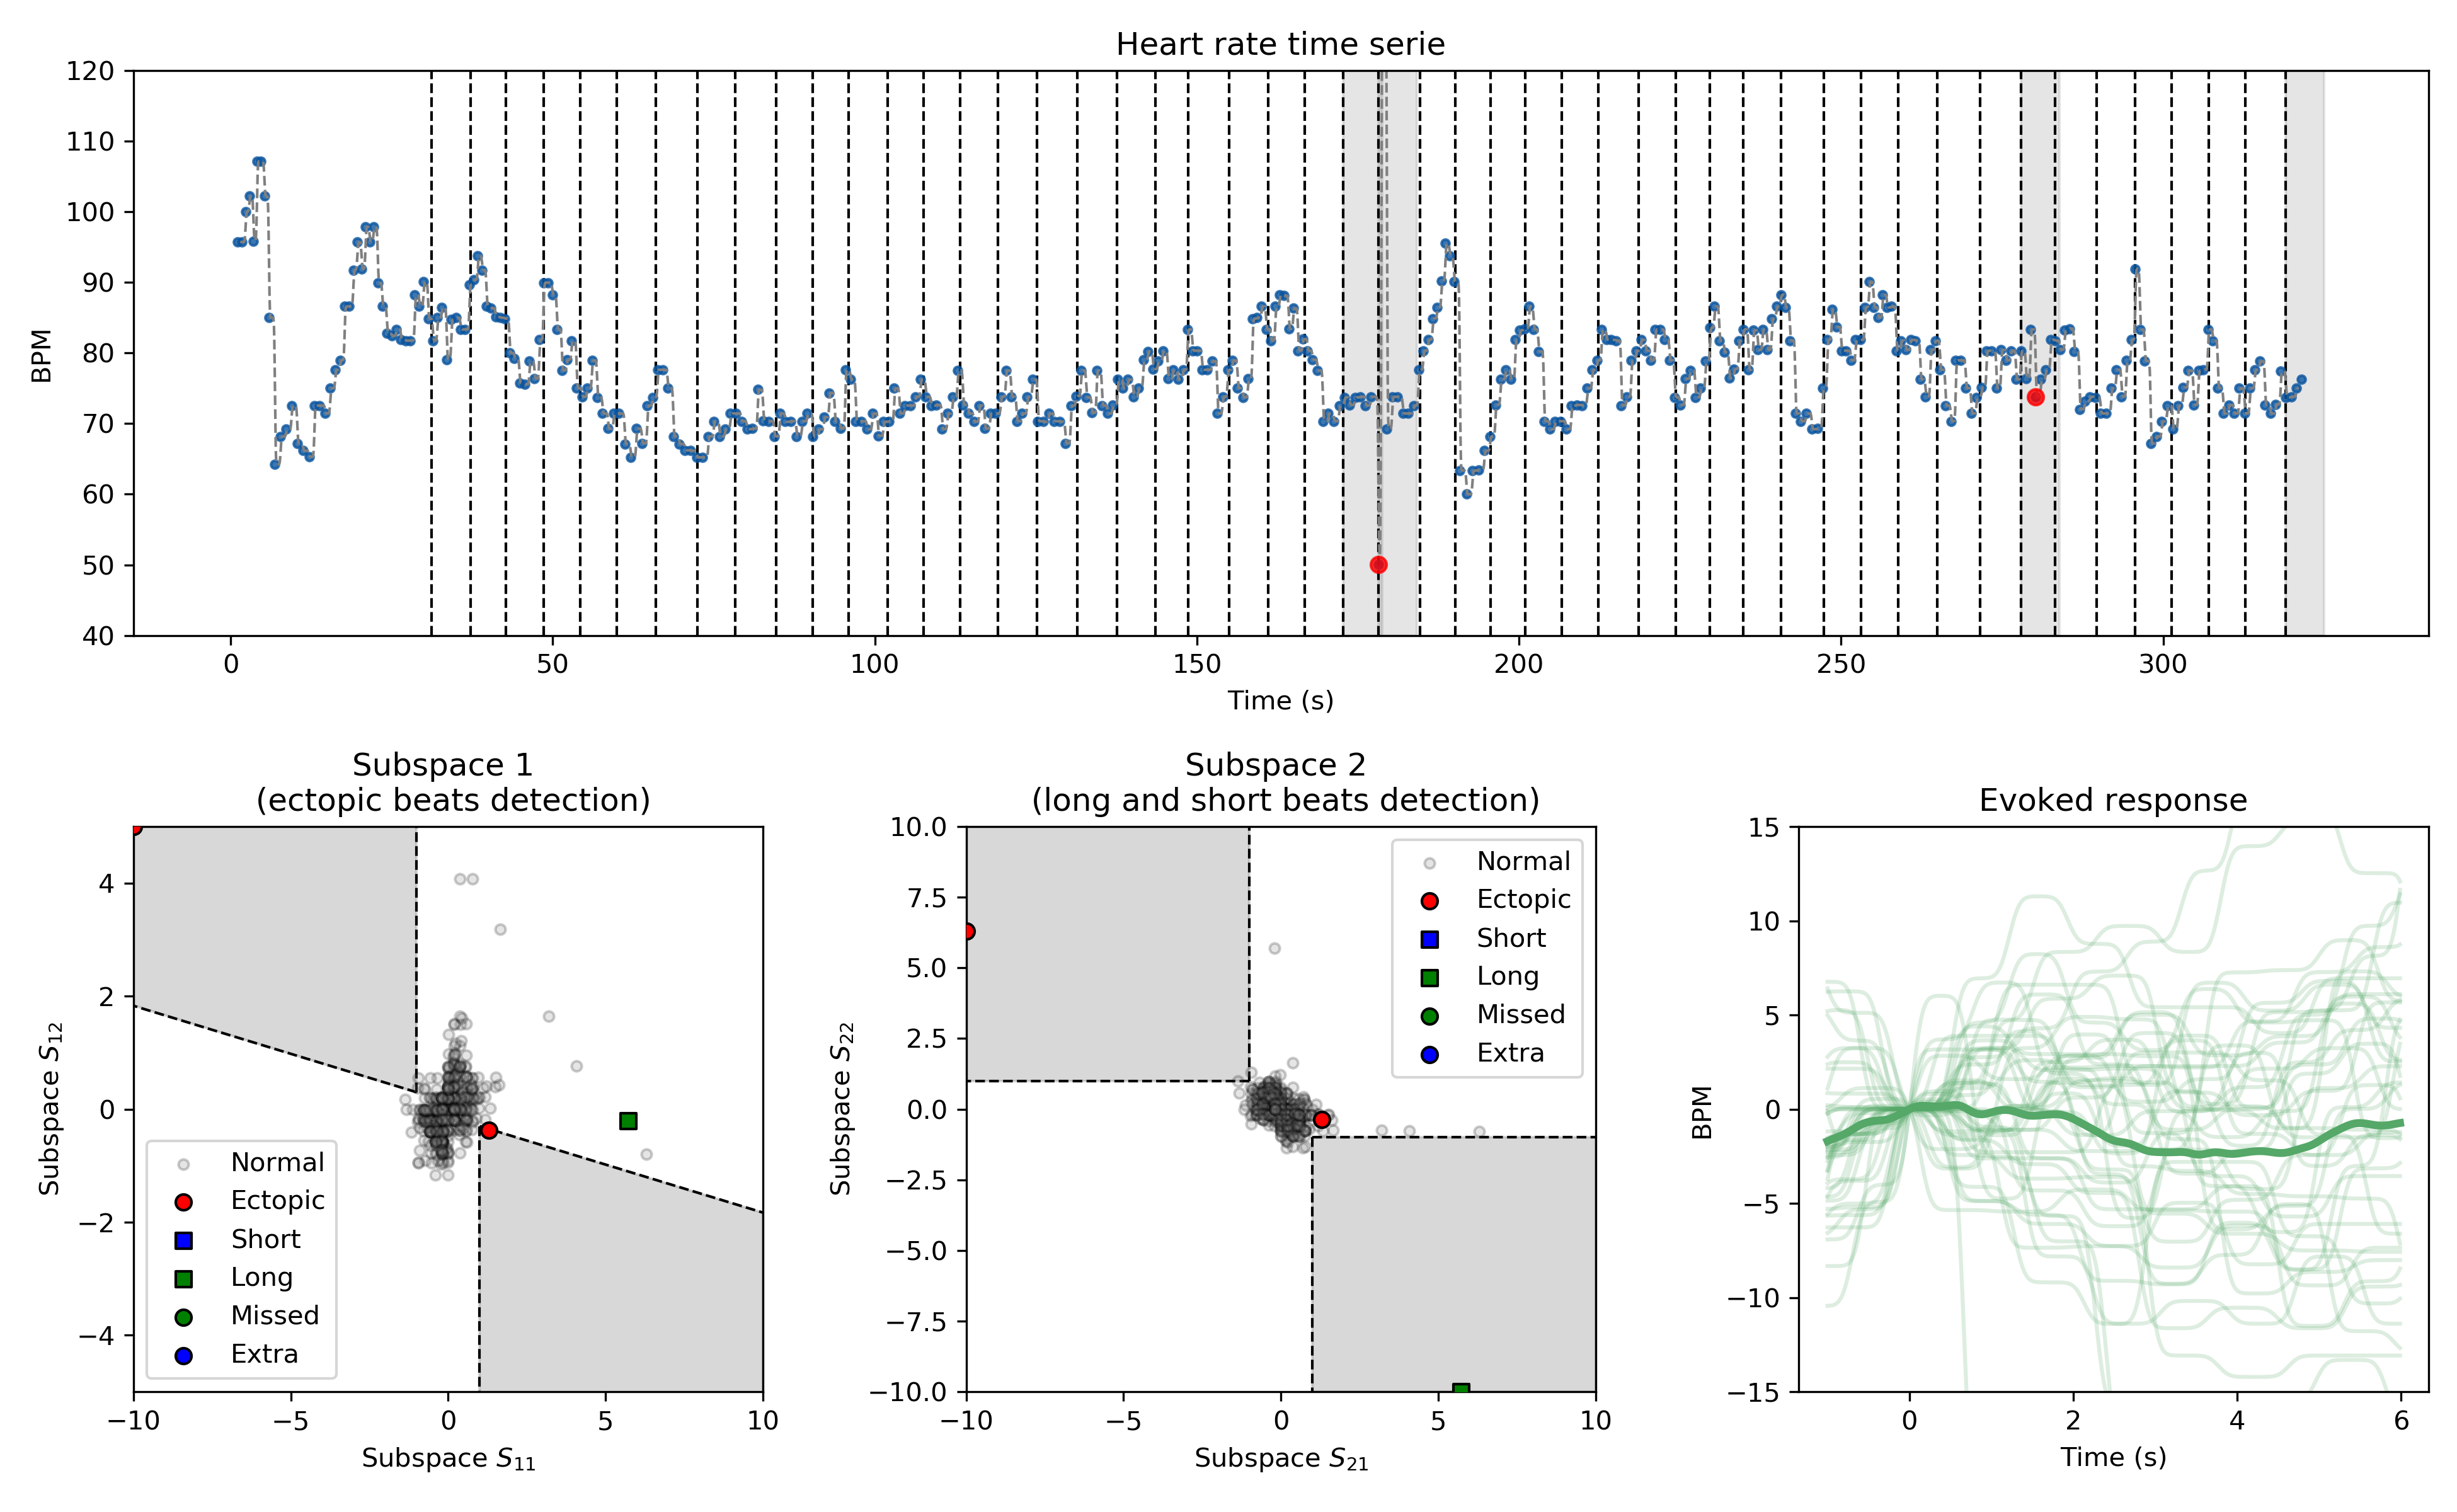 Heart rate time serie
120
110
100
90
80
70
60
50
40
BPM
0 50 100 150 200 250 300
Time (s)
Subspace 1
(ectopic beats detection)
4
2
0
−2
−4
Subspace S₁₂
Normal
Ectopic
Short
Long
Missed
Extra
−10 −5 0 5 10
Subspace S₁₁
Subspace 2
(long and short beats detection)
10.0
7.5
5.0
2.5
0.0
−2.5
−5.0
−7.5
−10.0
Subspace S₂₂
Normal
Ectopic
Short
Long
Missed
Extra
−10 −5 0 5 10
Subspace S₂₁
Evoked response
15
10
5
0
−5
−10
−15
BPM
0 2 4 6
Time (s)